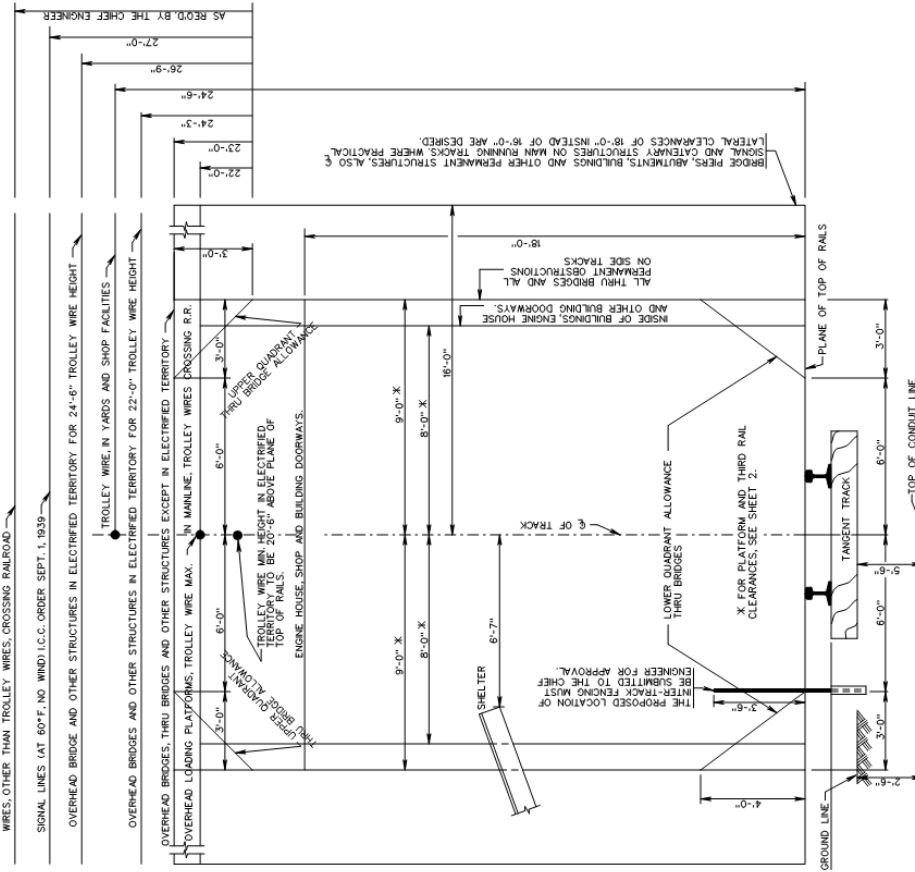 AS REQ'D. BY THE CHIEF ENGINEER
27'-0"
26'-9"
24'-6"
24'-3"
23'-0"
22'-0"
WIRES, OTHER THAN TROLLEY WIRES, CROSSING RAILROAD
SIGNAL LINES (AT 60°F, NO WIND) I.C.C. ORDER SEPT. 1, 1939
OVERHEAD BRIDGE AND OTHER STRUCTURES IN ELECTRIFIED TERRITORY FOR 24'-6" TROLLEY WIRE HEIGHT
TROLLEY WIRE, IN YARDS AND SHOP FACILITIES
OVERHEAD BRIDGES AND OTHER STRUCTURES IN ELECTRIFIED TERRITORY FOR 22'-0" TROLLEY WIRE HEIGHT
OVERHEAD BRIDGES, THRU BRIDGES AND OTHER STRUCTURES EXCEPT IN ELECTRIFIED TERRITORY
OVERHEAD LOADING PLATFORMS, TROLLEY WIRE MAX. IN MAINLINE, TROLLEY WIRES CROSSING R.R.
BRIDGE PIERS, ABUTMENTS, BUILDINGS AND OTHER PERMANENT STRUCTURES, ALSO ℄
SIGNAL AND CATENARY STRUCTURES ON MAIN RUNNING TRACKS. WHERE PRACTICAL
LATERAL CLEARANCES OF 18'-0" INSTEAD OF 16'-0" ARE DESIRED.
3'-0"
6'-0"
6'-0"
3'-0"
3'-0"
UPPER QUADRANT
THRU BRIDGE ALLOWANCE
UPPER QUADRANT
THRU BRIDGE ALLOWANCE
TROLLEY WIRE MIN. HEIGHT IN ELECTRIFIED
TERRITORY TO BE 20'-6" ABOVE PLANE OF
TOP OF RAILS.
ENGINE HOUSE, SHOP AND BUILDING DOORWAYS.
18'-0"
ALL THRU BRIDGES AND ALL
PERMANENT OBSTRUCTIONS
ON SIDE TRACKS
INSIDE OF BUILDINGS, ENGINE HOUSE
AND OTHER BUILDING DOORWAYS.
9'-0" Ж
9'-0" Ж
8'-0" Ж
8'-0" Ж
16'-0"
6'-7"
SHELTER
℄ OF TRACK
LOWER QUADRANT ALLOWANCE
THRU BRIDGES
Ж FOR PLATFORM AND THIRD RAIL
CLEARANCES, SEE SHEET 2.
THE PROPOSED LOCATION OF
INTER-TRACK FENCING MUST
BE SUBMITTED TO THE CHIEF
ENGINEER FOR APPROVAL.
3'-6"
4'-0"
PLANE OF TOP OF RAILS
TANGENT TRACK
GROUND LINE
3'-0"
6'-0"
6'-0"
3'-0"
2'-6"
5'-6"
TOP OF CONDUIT LINE